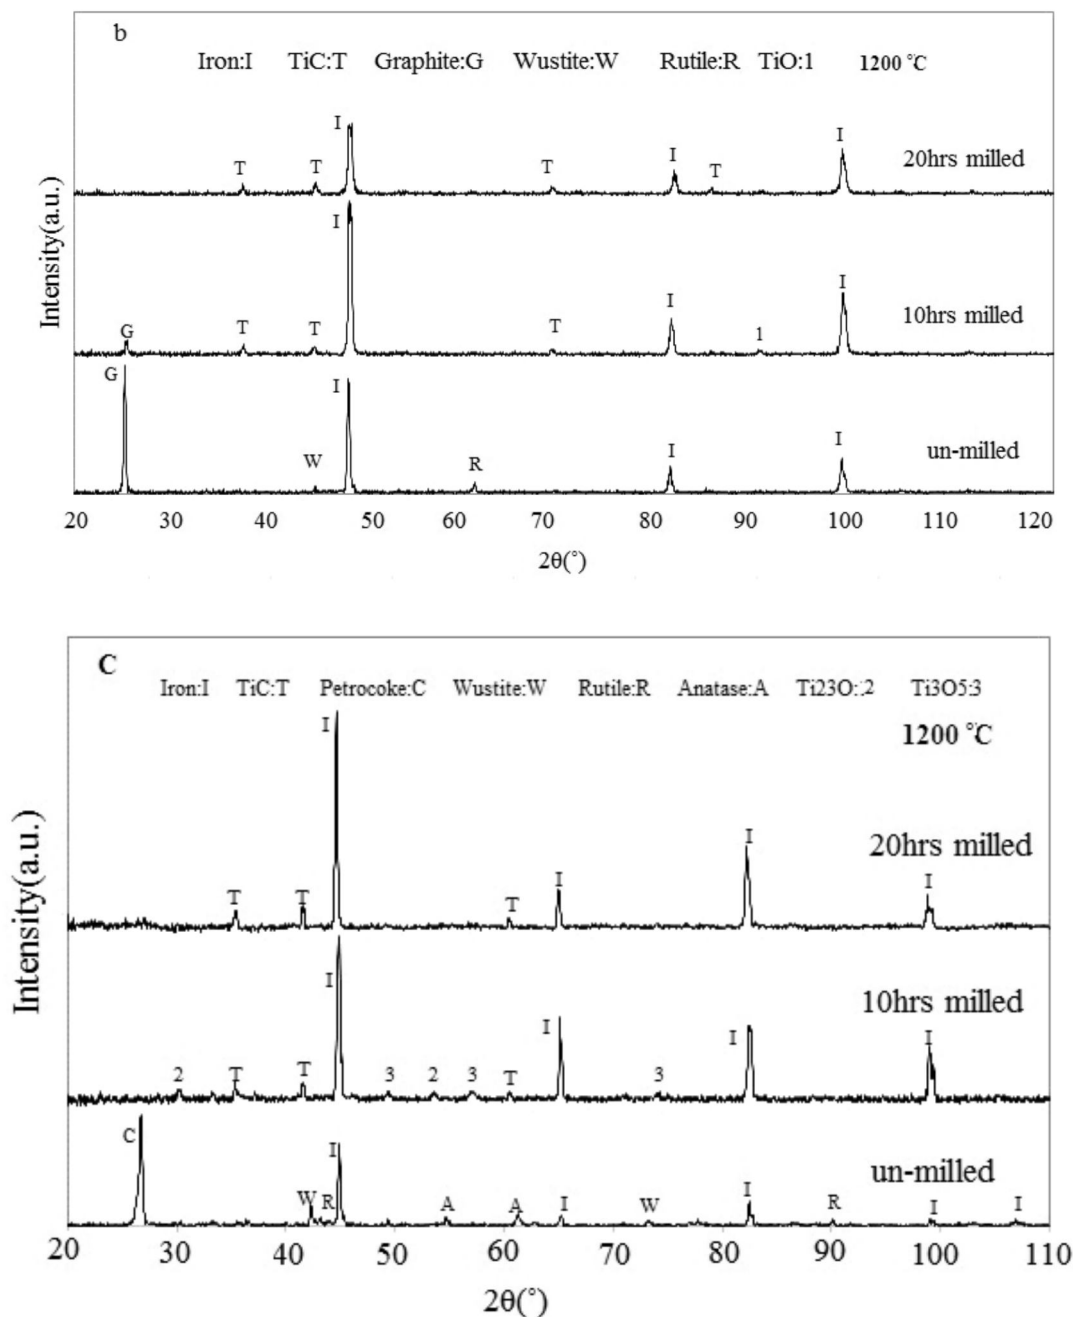 b
Iron:I TiC:T Graphite:G Wustite:W Rutile:R TiO:1 1200 °C
I I
T T T I T 20hrs milled
I I
I
G T T T 1 10hrs milled
G I
I I
W R un-milled
Intensity(a.u.)
20 30 40 50 60 70 80 90 100 110 120
2θ(°)
C
Iron:I TiC:T Petrocoke:C Wustite:W Rutile:R Anatase:A Ti23O:,2 Ti3O5:3
1200 °C
I
I 20hrs milled
T T T I I
I 10hrs milled
I I I
2 T T 3 2 3 T 3
C I un-milled
W R A A I W I R I I
Intensity(a.u.)
20 30 40 50 60 70 80 90 100 110
2θ(°)